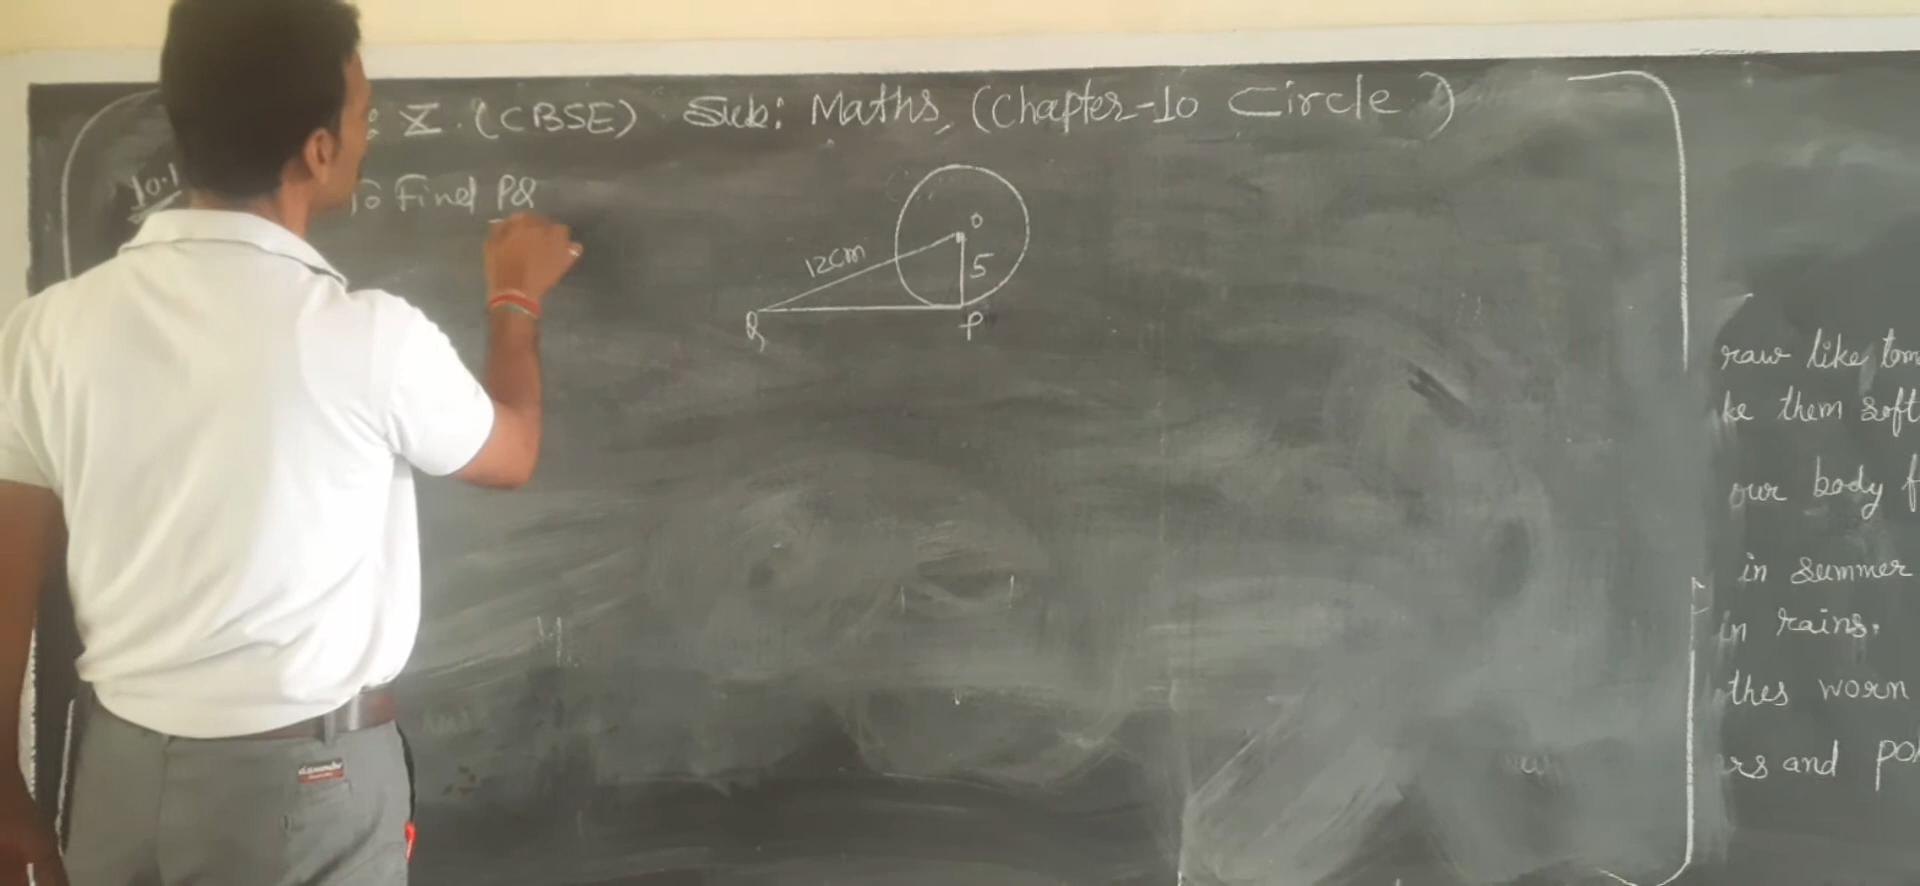 : X. (CBSE) Sub: Maths, (Chapter-10 Circle)
10.1
To Find PQ
O
12cm
5
Q
P
raw like tom
ke them soft
our body f
in summer
in rains.
thes worn
rs and pol